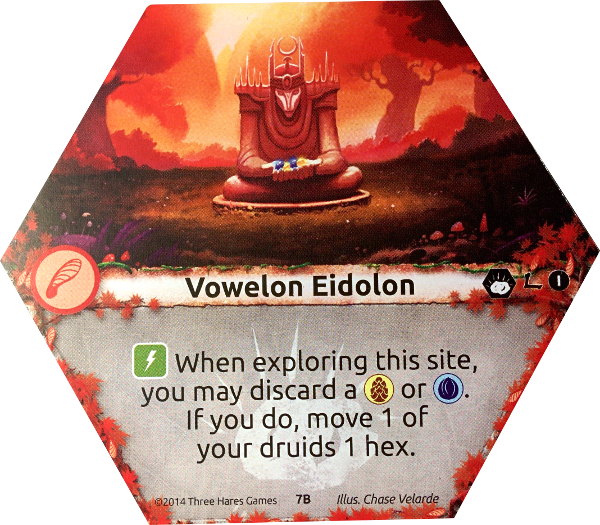 Vowelon Eidolon
1
When exploring this site,
you may discard a or .
If you do, move 1 of
your druids 1 hex.
©2014 Three Hares Games 7B Illus. Chase Velarde